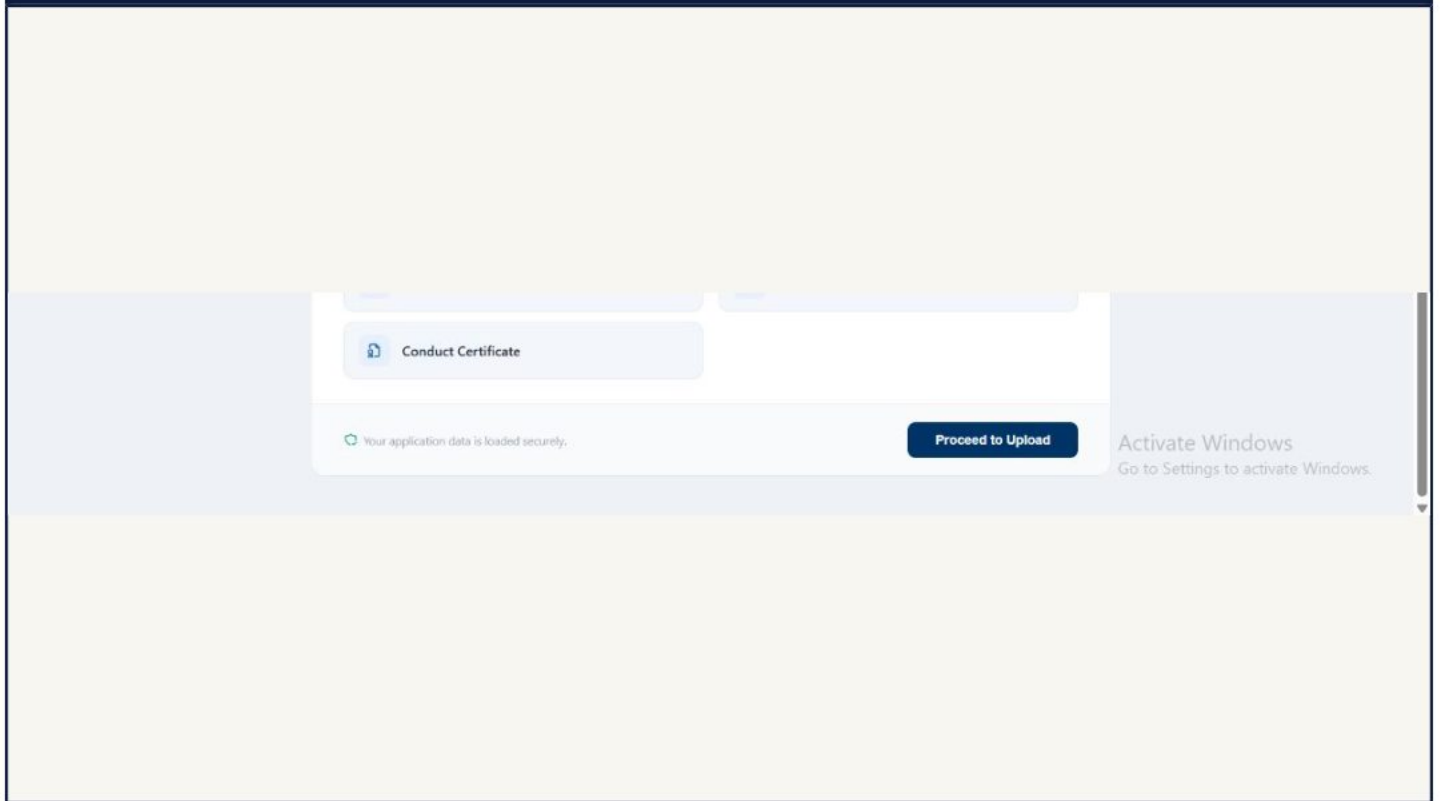 Conduct Certificate
Your application data is loaded securely.
Proceed to Upload
Activate Windows
Go to Settings to activate Windows.